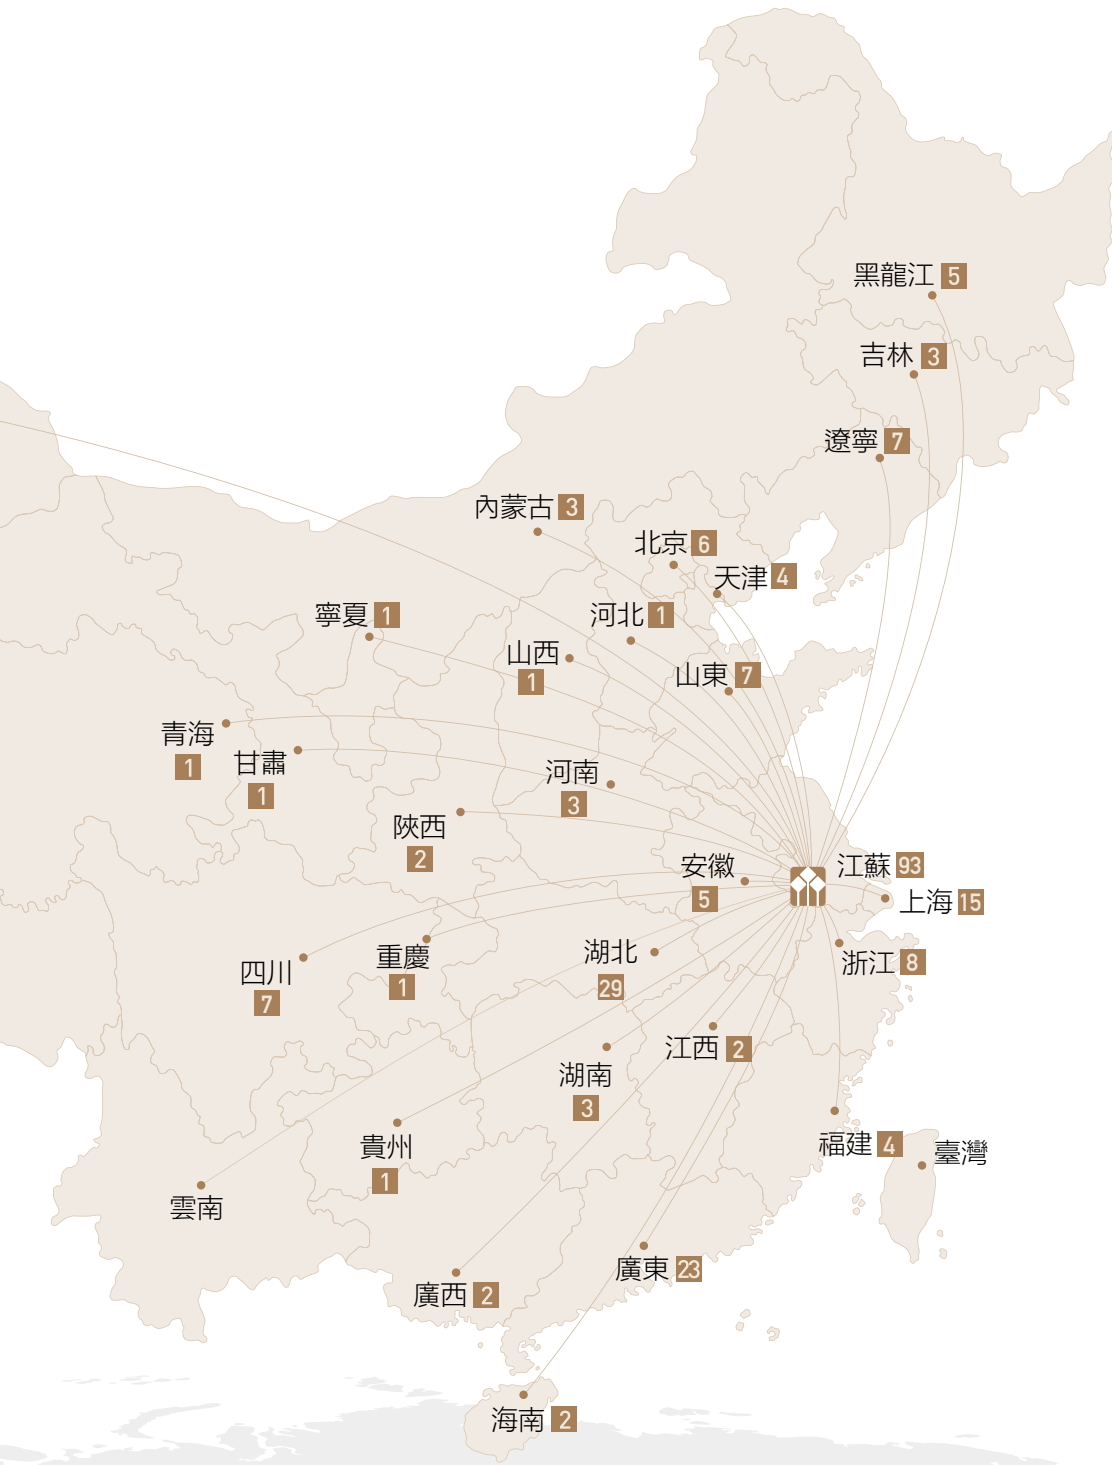 黑龍江 5
吉林 3
遼寧 7
內蒙古 3
北京 6
天津 4
寧夏 1
河北 1
山西
1
山東 7
青海
1
甘肅
1
河南
3
陝西
2
安徽
5
江蘇 93
上海 15
浙江 8
湖北
29
重慶
1
四川
7
江西 2
湖南
3
貴州
1
福建 4
臺灣
雲南
廣東 23
廣西 2
海南 2